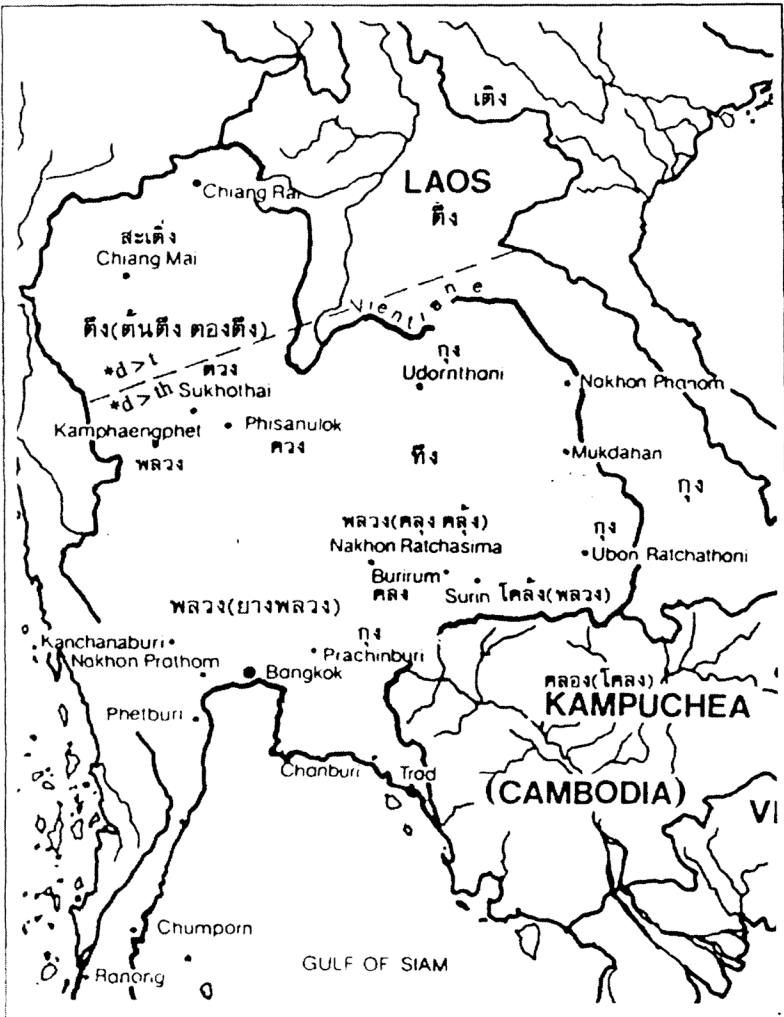 เติง
Chiang Rai
LAOS
ตึง
สะเติ่ง
Chiang Mai
Vientiane
ตึง(ต้นตึง ตองตึง)
*d>t
*d>th
ควง
Sukhothai
กุง
Udornthani
Nakhon Phanom
Kamphaengphet
Phisanulok
ควง
พลวง
ทึง
Mukdahan
กุง
พลวง(คลุง คลุ้ง)
Nakhon Ratchasima
กุง
Ubon Ratchathani
Burirum
คลง
Surin โคล้ง(พลวง)
พลวง(ยางพลวง)
กุง
Kanchanaburi
Prachinburi
Nakhon Prathom
Bangkok
คลอง(โคลง)
KAMPUCHEA
Phetburi
Chanburi
Trad
(CAMBODIA)
VI
Chumporn
GULF OF SIAM
Ranong